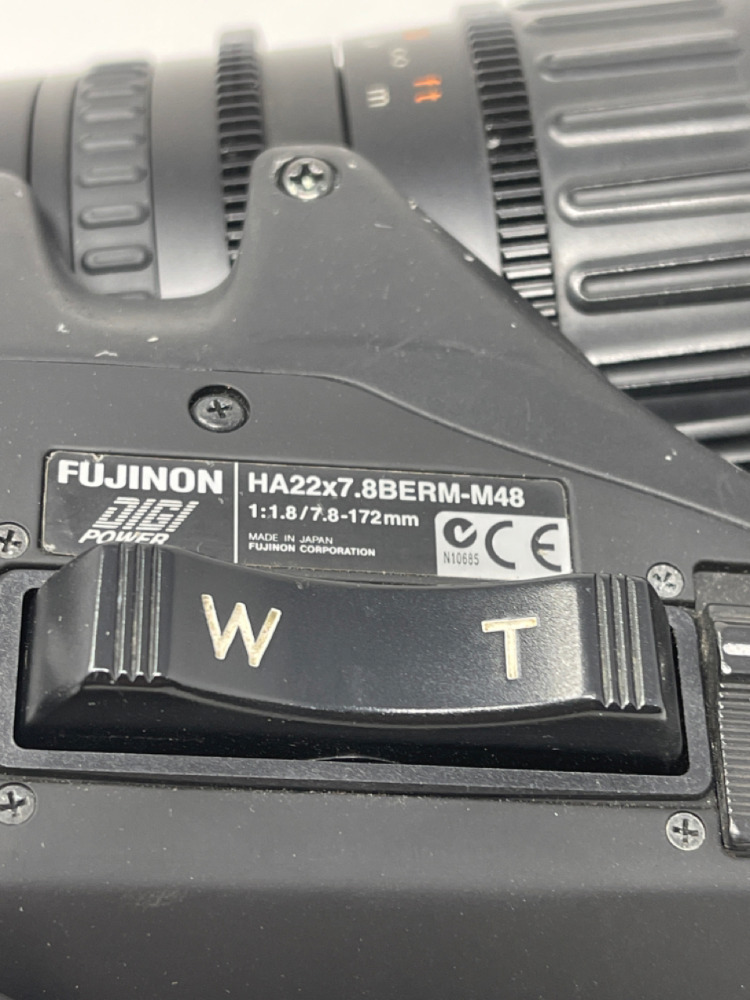 ∞
ft
m
FUJINON
DIGI
POWER
HA22x7.8BERM-M48
1:1.8/7.8-172mm
MADE IN JAPAN
FUJINON CORPORATION
N10685
CE
W
T